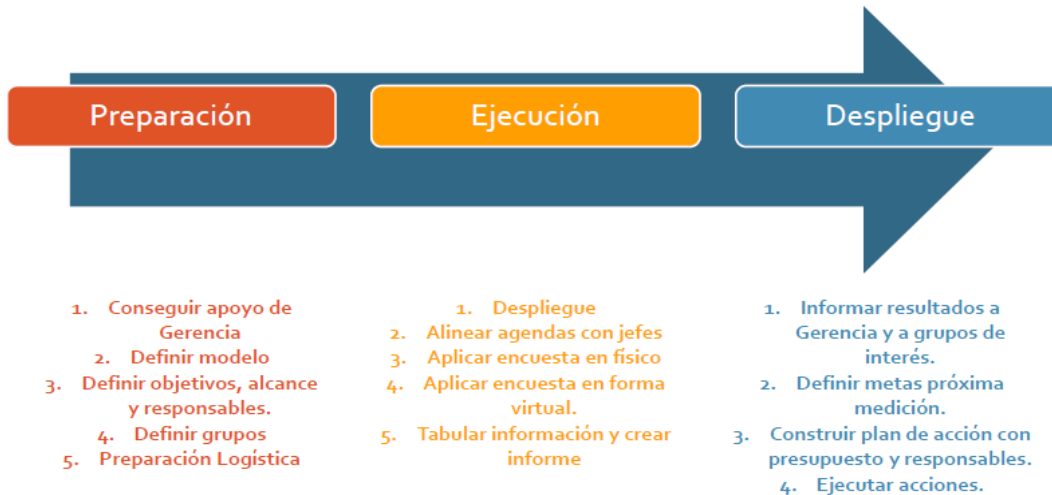 Preparación
Ejecución
Despliegue
1. Conseguir apoyo de
Gerencia
2. Definir modelo
3. Definir objetivos, alcance
y responsables.
4. Definir grupos
5. Preparación Logística
1. Despliegue
2. Alinear agendas con jefes
3. Aplicar encuesta en físico
4. Aplicar encuesta en forma
virtual.
5. Tabular información y crear
informe
1. Informar resultados a
Gerencia y a grupos de
interés.
2. Definir metas próxima
medición.
3. Construir plan de acción con
presupuesto y responsables.
4. Ejecutar acciones.